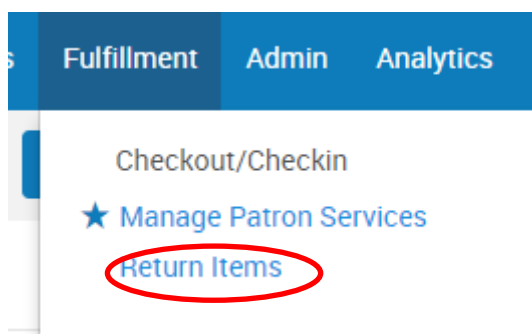 s Fulfillment Admin Analytics
Checkout/Checkin
Manage Patron Services
Return Items